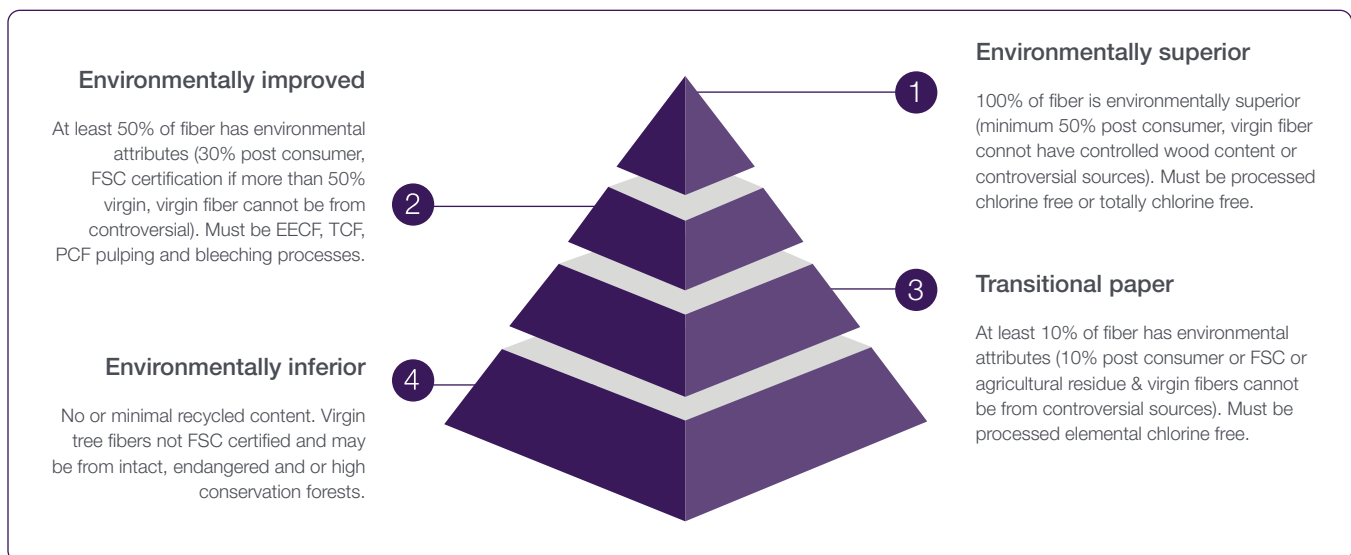 Environmentally superior
1
100% of fiber is environmentally superior
(minimum 50% post consumer, virgin fiber
connot have controlled wood content or
controversial sources). Must be processed
chlorine free or totally chlorine free.
Environmentally improved
At least 50% of fiber has environmental
attributes (30% post consumer,
FSC certification if more than 50%
virgin, virgin fiber cannot be from
controversial). Must be EECF, TCF,
PCF pulping and bleaching processes.
2
3
Transitional paper
At least 10% of fiber has environmental
attributes (10% post consumer or FSC or
agricultural residue & virgin fibers cannot
be from controversial sources). Must be
processed elemental chlorine free.
Environmentally inferior
4
No or minimal recycled content. Virgin
tree fibers not FSC certified and may
be from intact, endangered and or high
conservation forests.